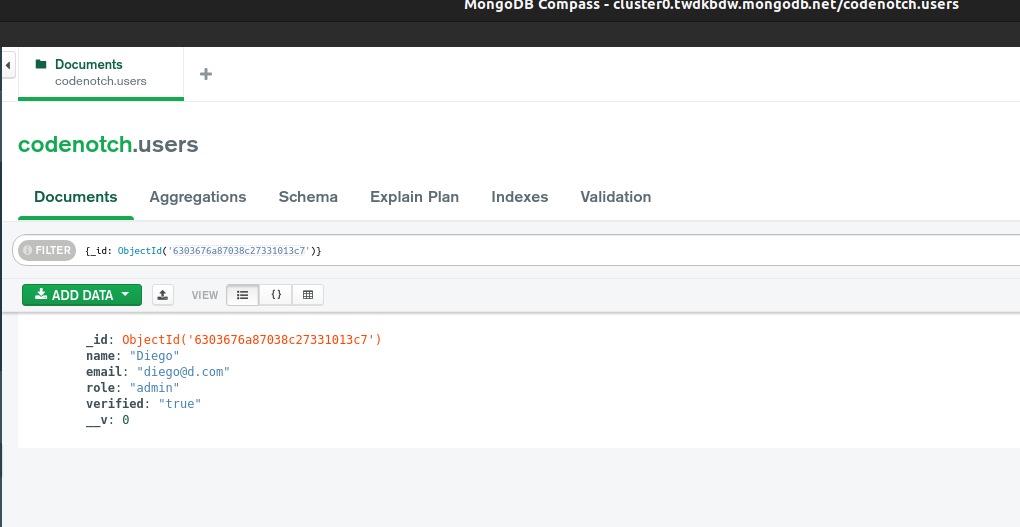 MongoDB Compass - cluster0.twdkbdw.mongodb.net/codenotch.users
Documents
codenotch.users
codenotch.users
Documents Aggregations Schema Explain Plan Indexes Validation
FILTER {_id: ObjectId('6303676a87038c27331013c7')}
ADD DATA VIEW {}
_id: ObjectId('6303676a87038c27331013c7')
name: "Diego"
email: "diego@d.com"
role: "admin"
verified: "true"
__v: 0